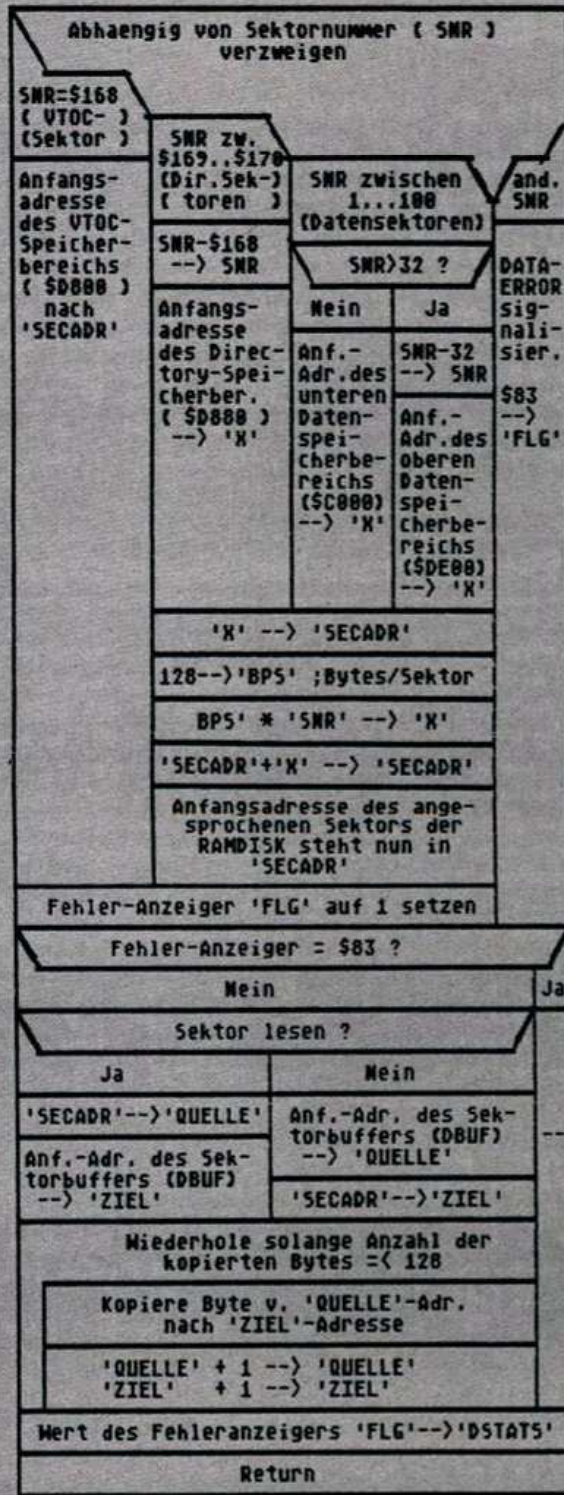 Abhaengig von Sektornummer ( SNR )
verzweigen
SNR=$168
( VTOC- )
(Sektor )
SNR zw.
$169..$170
(Dir.Sek-)
( toren  )
SNR zwischen
1...100
(Datensektoren)
and.
SNR
Anfangs-
adresse
des VTOC-
Speicher-
bereichs
( $D800 )
nach
'SECADR'
SNR-$168
--> SNR
Anfangs-
adresse
des Direc-
tory-Spei-
cherber.
( $D880 )
--> 'X'
SNR>32 ?
Nein
Ja
Anf.-
Adr.des
unteren
Daten-
spei-
cherbe-
reichs
($C000)
--> 'X'
SNR-32
--> SNR
Anf.-
Adr.des
oberen
Daten-
spei-
cherbe-
reichs
($DE00)
--> 'X'
DATA-
ERROR
sig-
nali-
sier.
$83
-->
'FLG'
'X' --> 'SECADR'
128-->'BPS' ;Bytes/Sektor
BPS' * 'SNR' --> 'X'
'SECADR'+'X' --> 'SECADR'
Anfangsadresse des ange-
sprochenen Sektors der
RAMDISK steht nun in
'SECADR'
Fehler-Anzeiger 'FLG' auf 1 setzen
Fehler-Anzeiger = $83 ?
Nein
Ja
Sektor lesen ?
Ja
Nein
'SECADR'-->'QUELLE'
Anf.-Adr. des Sek-
torbuffers (DBUF)
--> 'ZIEL'
Anf.-Adr. des Sek-
torbuffers (DBUF)
--> 'QUELLE'
'SECADR'-->'ZIEL'
--
Wiederhole solange Anzahl der
kopierten Bytes =< 128
Kopiere Byte v. 'QUELLE'-Adr.
nach 'ZIEL'-Adresse
'QUELLE' + 1 --> 'QUELLE'
'ZIEL'   + 1 --> 'ZIEL'
Wert des Fehleranzeigers 'FLG'-->'DSTATS'
Return